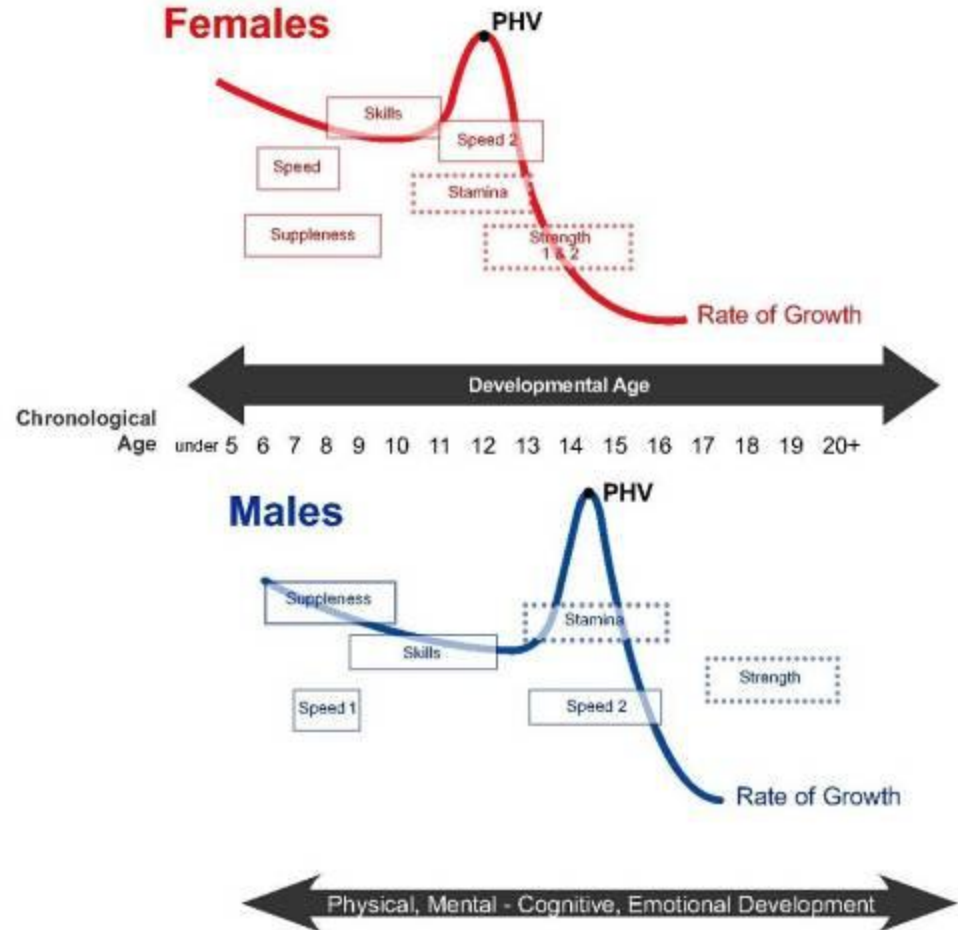 Females
PHV
Skills
Speed 2
Speed
Stamina
Suppleness
Strength
1 & 2
Rate of Growth
Developmental Age
Chronological
Age
under 5 6 7 8 9 10 11 12 13 14 15 16 17 18 19 20+
PHV
Males
Suppleness
Stamina
Skills
Strength
Speed 1
Speed 2
Rate of Growth
Physical, Mental - Cognitive, Emotional Development